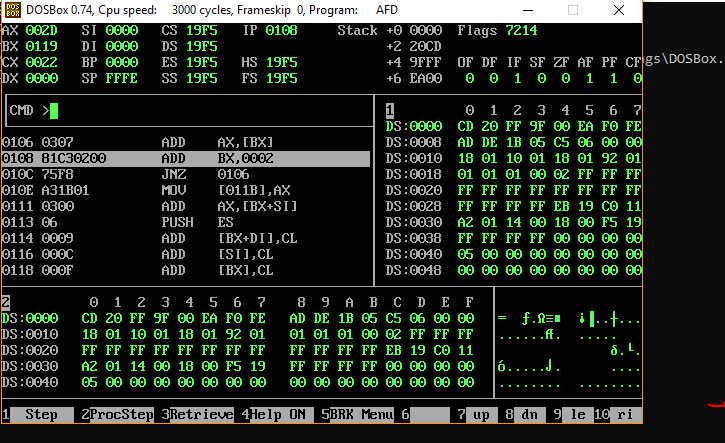 DOSBox 0.74, Cpu speed: 3000 cycles, Frameskip 0, Program: AFD
AX 002D SI 0000 CS 19F5 IP 0108 Stack +0 0000 Flags 7214
BX 0119 DI 0000 DS 19F5 +2 20CD
CX 0022 BP 0000 ES 19F5 HS 19F5 +4 9FFF OF DF IF SF ZF AF PF CF
DX 0000 SP FFFE SS 19F5 FS 19F5 +6 EA00 0 0 1 0 0 1 1 0
gs\DOSBox.
CMD >
1 0 1 2 3 4 5 6 7
DS:0000 CD 20 FF 9F 00 EA F0 FE
DS:0008 AD DE 1B 05 C5 06 00 00
DS:0010 18 01 10 01 18 01 92 01
DS:0018 01 01 01 00 02 FF FF FF
DS:0020 FF FF FF FF FF FF FF FF
DS:0028 FF FF FF FF EB 19 C0 11
DS:0030 A2 01 14 00 18 00 F5 19
DS:0038 FF FF FF FF 00 00 00 00
DS:0040 05 00 00 00 00 00 00 00
DS:0048 00 00 00 00 00 00 00 00
0106 0307 ADD AX,[BX]
0108 81C30200 ADD BX,0002
010C 75F8 JNZ 0106
010E A31B01 MOV [011B],AX
0111 0300 ADD AX,[BX+SI]
0113 06 PUSH ES
0114 0009 ADD [BX+DI],CL
0116 000C ADD [SI],CL
0118 000F ADD [BX],CL
2 0 1 2 3 4 5 6 7 8 9 A B C D E F
DS:0000 CD 20 FF 9F 00 EA F0 FE AD DE 1B 05 C5 06 00 00 = ƒ.Ω≡■ ¡▐..┼...
DS:0010 18 01 10 01 18 01 92 01 01 01 01 00 02 FF FF FF ......Æ. .....
DS:0020 FF FF FF FF FF FF FF FF FF FF FF FF EB 19 C0 11 δ.└.
DS:0030 A2 01 14 00 18 00 F5 19 FF FF FF FF 00 00 00 00 ó.....⌡. ....
DS:0040 05 00 00 00 00 00 00 00 00 00 00 00 00 00 00 00 ........ ........
1 Step 2ProcStep 3Retrieve 4Help ON 5BRK Menu 6 7 up 8 dn 9 le 10 ri